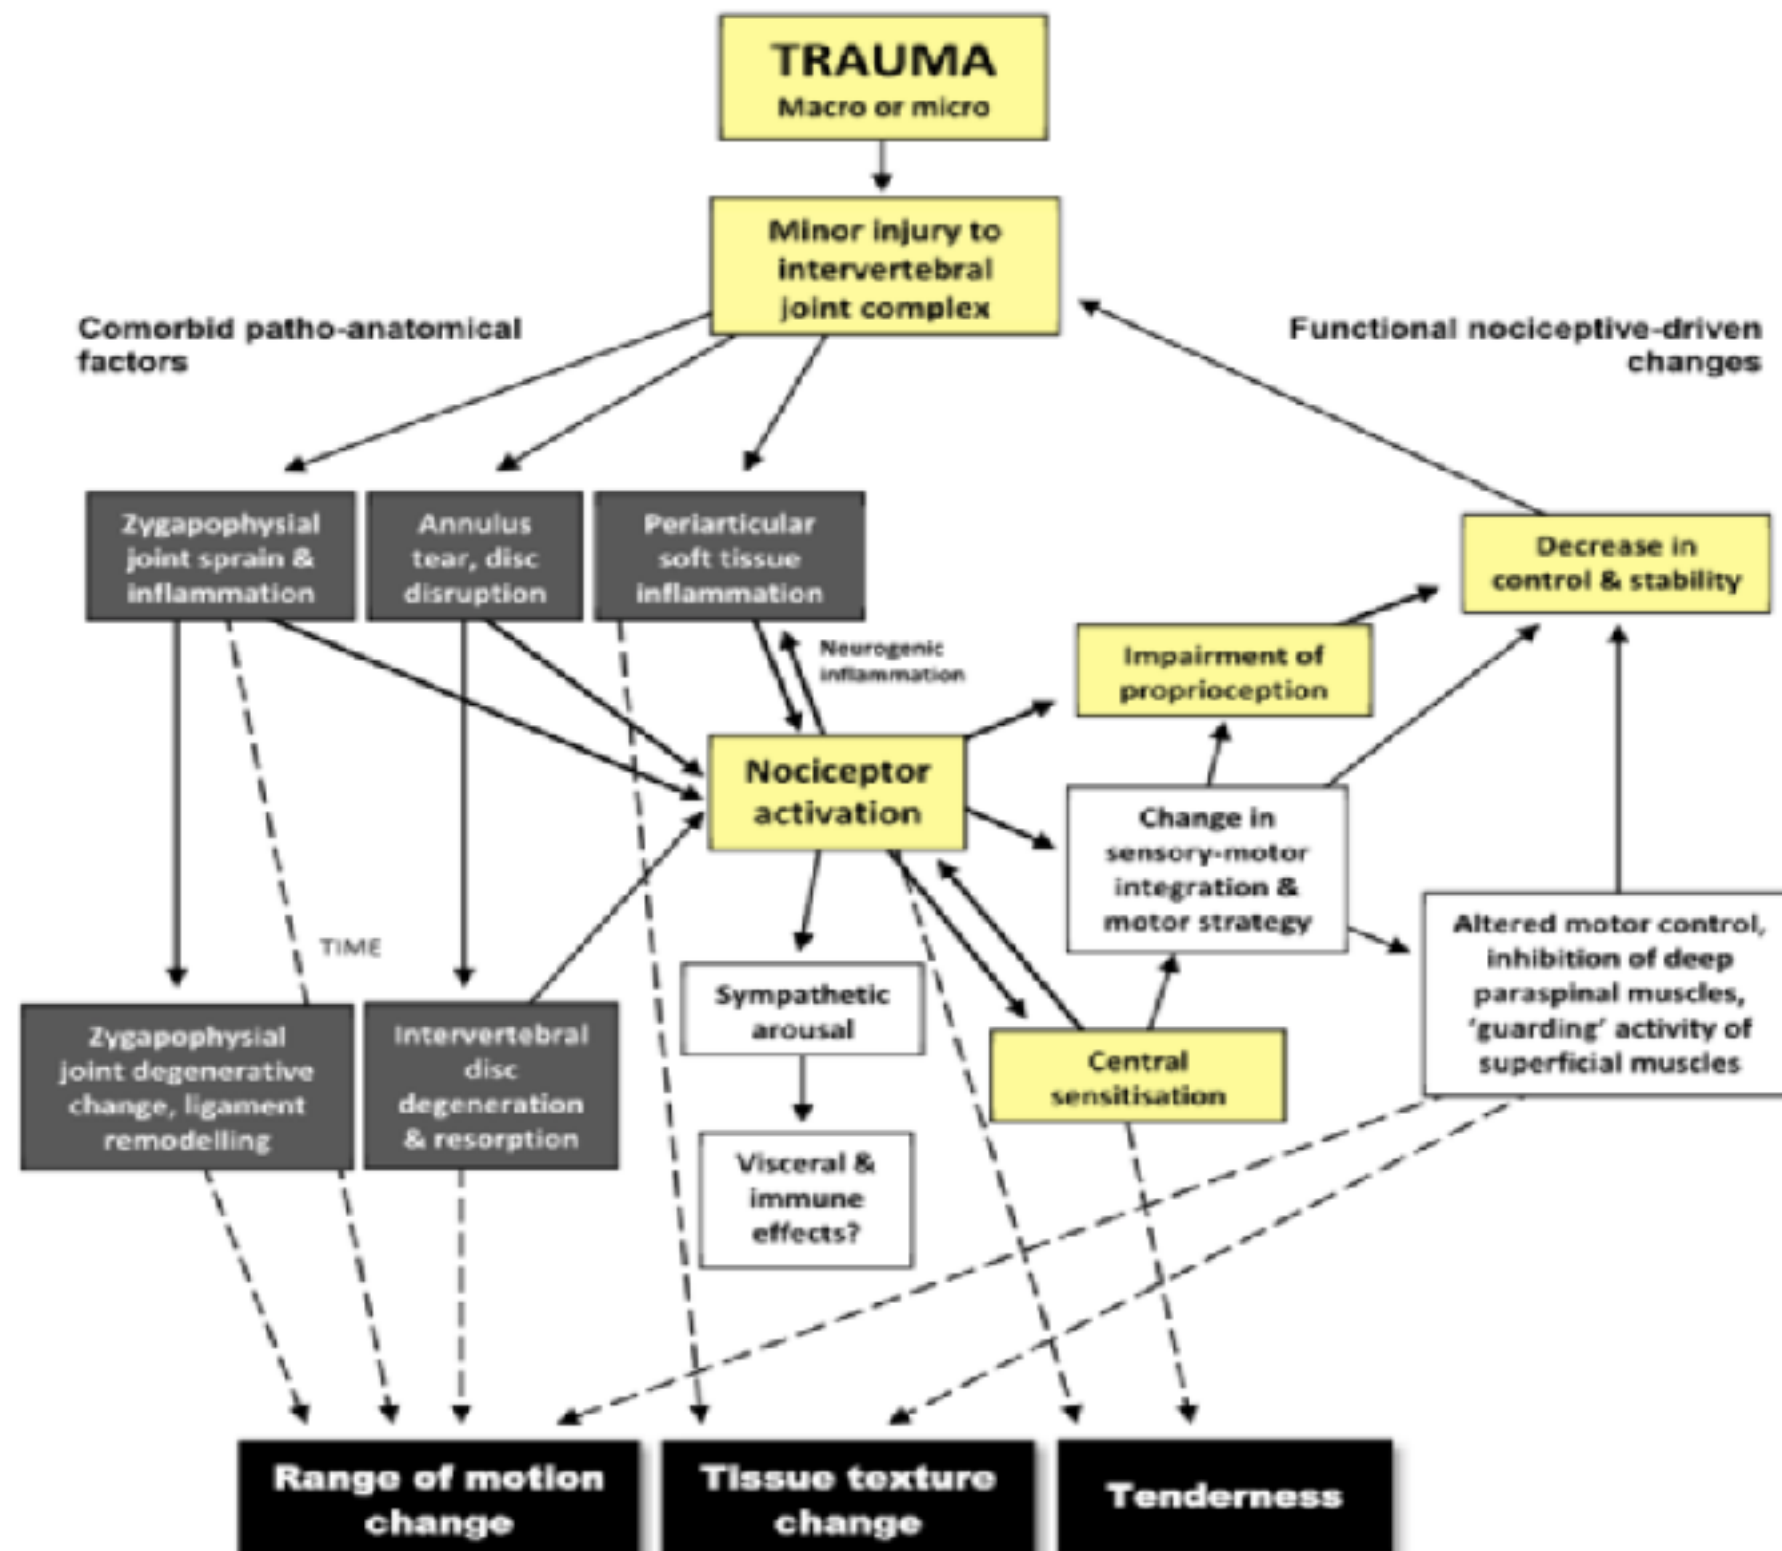 TRAUMA
Macro or micro
Minor injury to
intervertebral
joint complex
Comorbid patho-anatomical
factors
Functional nociceptive-driven
changes
Zygapophysial
joint sprain &
inflammation
Annulus
tear, disc
disruption
Periarticular
soft tissue
inflammation
Decrease in
control & stability
Neurogenic
inflammation
Impairment of
proprioception
Nociceptor
activation
Change in
sensory-motor
integration &
motor strategy
Altered motor control,
inhibition of deep
paraspinal muscles,
‘guarding’ activity of
superficial muscles
TIME
Sympathetic
arousal
Zygapophysial
joint degenerative
change, ligament
remodelling
Intervertebral
disc
degeneration
& resorption
Central
sensitisation
Visceral &
immune
effects?
Range of motion
change
Tissue texture
change
Tenderness